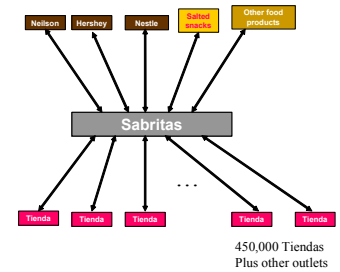 Neilson
Hershey
Nestle
Salted
snacks
Other food
products
Sabritas
...
Tienda
Tienda
Tienda
Tienda
Tienda
450,000 Tiendas
Plus other outlets